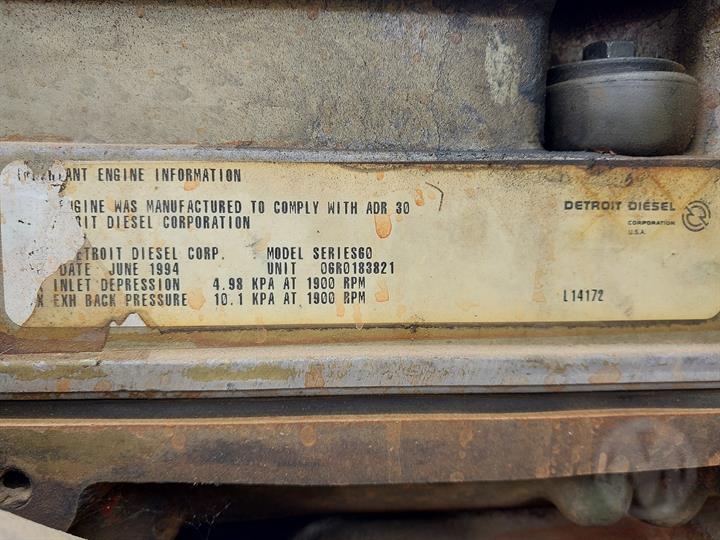 ENGINE INFORMATION
ENGINE WAS MANUFACTURED TO COMPLY WITH ADR 30
DIESEL CORPORATION
DETROIT DIESEL CORP. MODEL SERIES60
DATE JUNE 1994 UNIT 06R0183821
INLET DEPRESSION 4.98 KPA AT 1900 RPM
EXH BACK PRESSURE 10.1 KPA AT 1900 RPM
DETROIT DIESEL
CORPORATION
U.S.A.
L14172